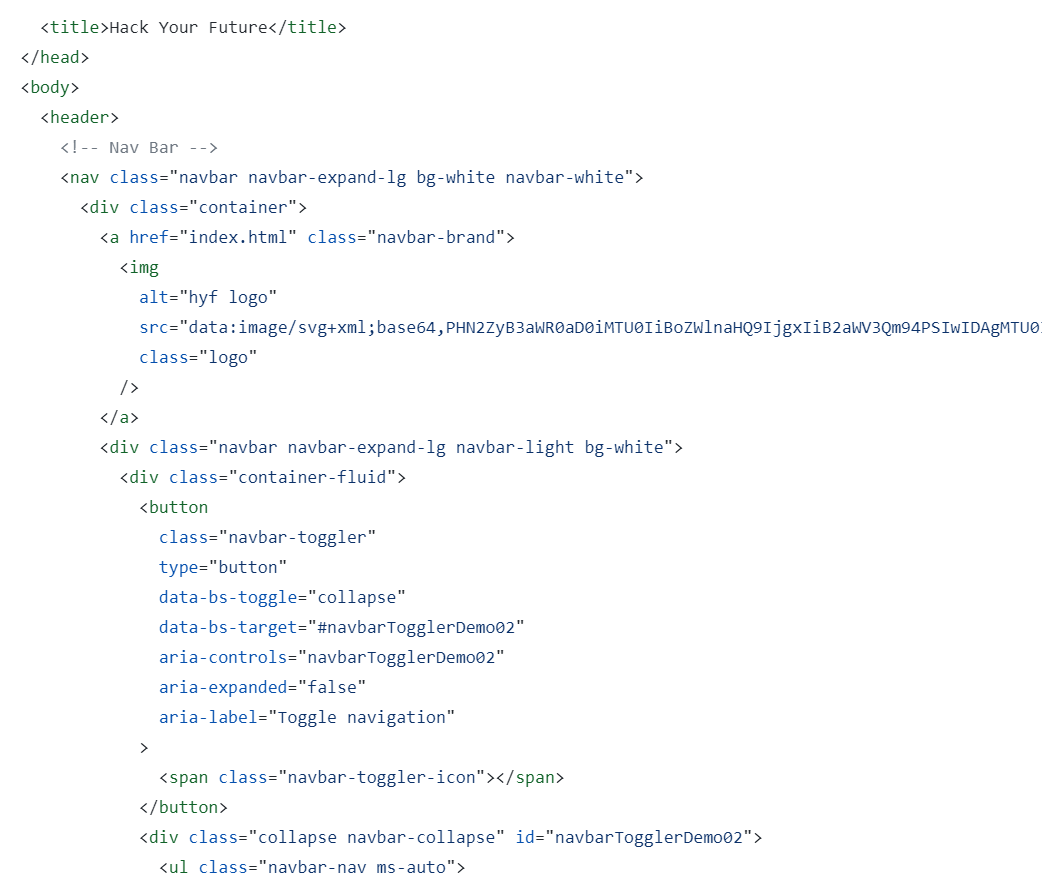 <title>Hack Your Future</title>
</head>
<body>
<header>
<!-- Nav Bar -->
<nav class="navbar navbar-expand-lg bg-white navbar-white">
<div class="container">
<a href="index.html" class="navbar-brand">
<img
alt="hyf logo"
src="data:image/svg+xml;base64,PHN2ZyB3aWR0aD0iMTU0IiBoZWlnaHQ9IjgxIiB2aWV3Qm94PSIwIDAgMTU0
class="logo"
/>
</a>
<div class="navbar navbar-expand-lg navbar-light bg-white">
<div class="container-fluid">
<button
class="navbar-toggler"
type="button"
data-bs-toggle="collapse"
data-bs-target="#navbarTogglerDemo02"
aria-controls="navbarTogglerDemo02"
aria-expanded="false"
aria-label="Toggle navigation"
>
<span class="navbar-toggler-icon"></span>
</button>
<div class="collapse navbar-collapse" id="navbarTogglerDemo02">
<ul class="navbar-nav ms-auto">